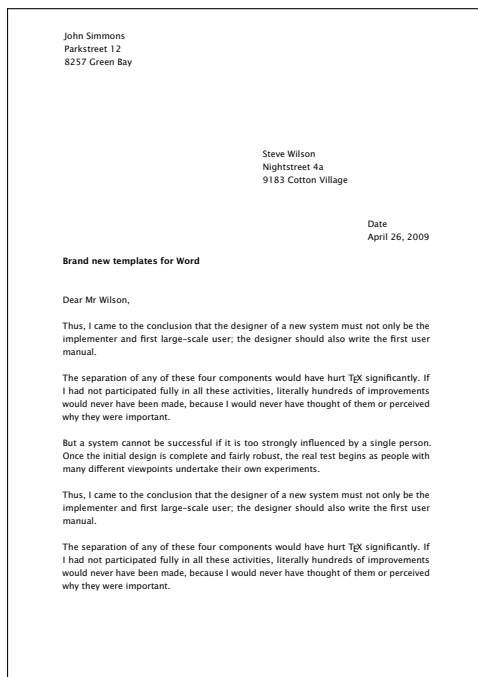 John Simmons
Parkstreet 12
8257 Green Bay
Steve Wilson
Nightstreet 4a
9183 Cotton Village
Date
April 26, 2009
Brand new templates for Word
Dear Mr Wilson,
Thus, I came to the conclusion that the designer of a new system must not only be the
implementer and first large-scale user; the designer should also write the first user
manual.
The separation of any of these four components would have hurt TEX significantly. If
I had not participated fully in all these activities, literally hundreds of improvements
would never have been made, because I would never have thought of them or perceived
why they were important.
But a system cannot be successful if it is too strongly influenced by a single person.
Once the initial design is complete and fairly robust, the real test begins as people with
many different viewpoints undertake their own experiments.
Thus, I came to the conclusion that the designer of a new system must not only be the
implementer and first large-scale user; the designer should also write the first user
manual.
The separation of any of these four components would have hurt TEX significantly. If
I had not participated fully in all these activities, literally hundreds of improvements
would never have been made, because I would never have thought of them or perceived
why they were important.